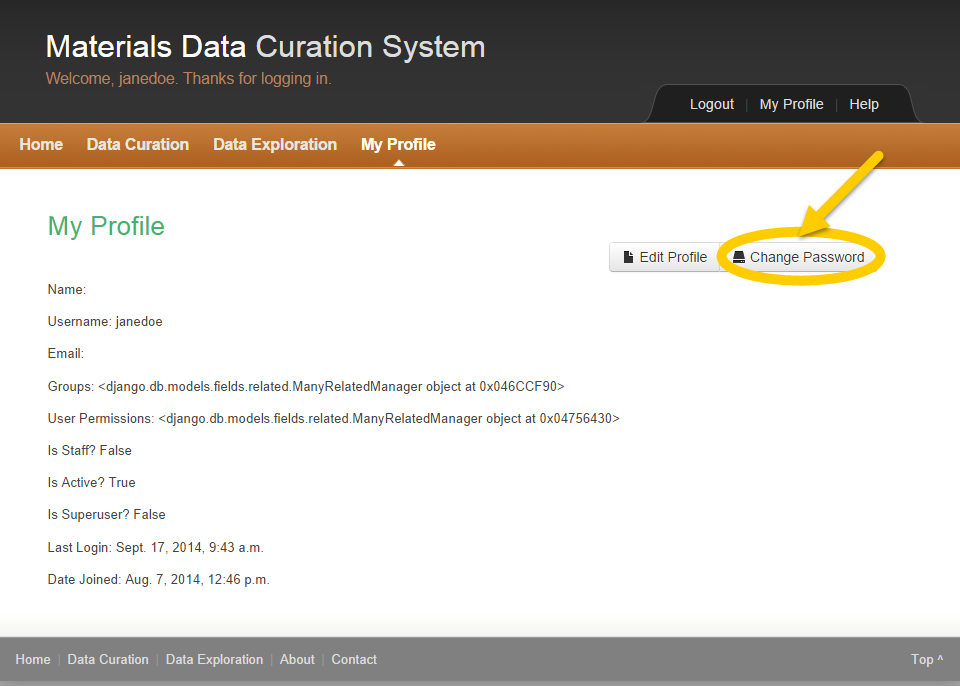 Materials Data Curation System
Welcome, janedoe. Thanks for logging in.
Logout | My Profile | Help
Home Data Curation Data Exploration My Profile
My Profile
Edit Profile Change Password
Name:
Username: janedoe
Email:
Groups: <django.db.models.fields.related.ManyRelatedManager object at 0x046CCF90>
User Permissions: <django.db.models.fields.related.ManyRelatedManager object at 0x04756430>
Is Staff? False
Is Active? True
Is Superuser? False
Last Login: Sept. 17, 2014, 9:43 a.m.
Date Joined: Aug. 7, 2014, 12:46 p.m.
Home | Data Curation | Data Exploration | About | Contact Top ^